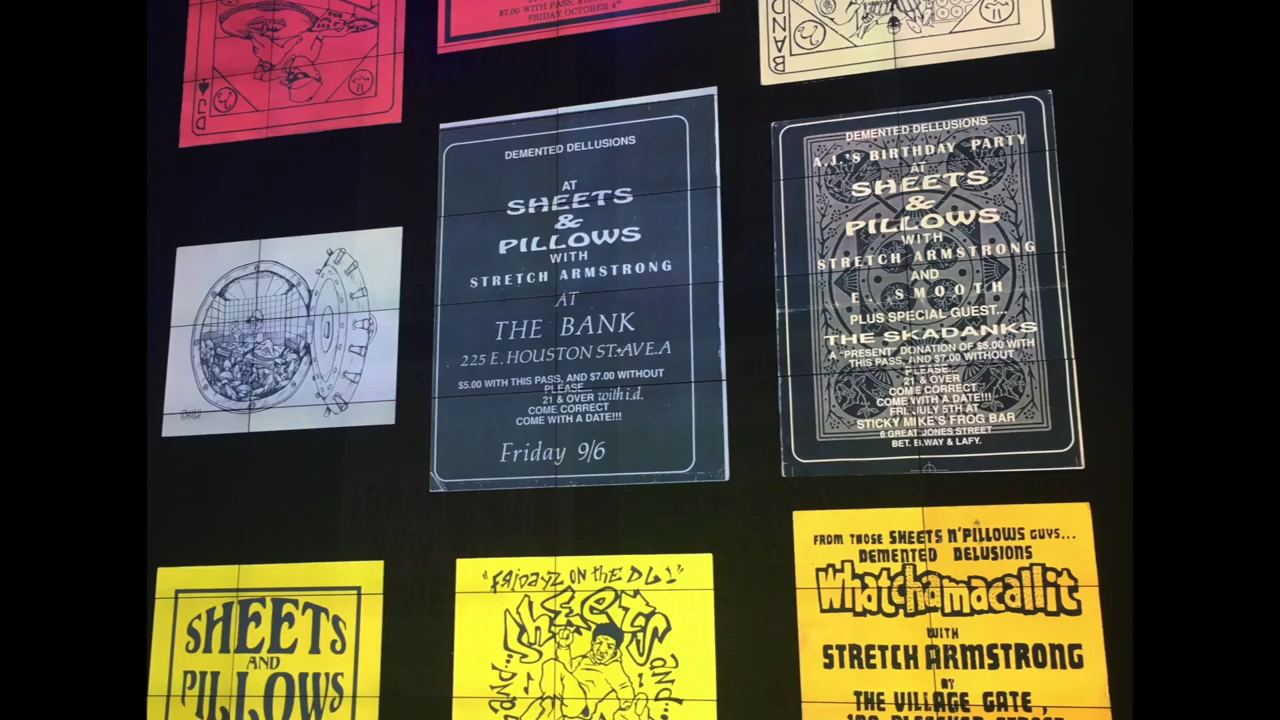 $7.00 WITH PASS, $10.00
FRIDAY OCTOBER 4th
DEMENTED DELLUSIONS
AT
SHEETS
&
PILLOWS
WITH
STRETCH ARMSTRONG
AT
THE BANK
225 E. HOUSTON ST.+AVE.A
$5.00 WITH THIS PASS, AND $7.00 WITHOUT
PLEASE...
21 & OVER with i.d.
COME CORRECT
COME WITH A DATE!!!
Friday 9/6
DEMENTED DELLUSIONS
A.J.'S BIRTHDAY PARTY
AT
SHEETS
&
PILLOWS
WITH
STRETCH ARMSTRONG
AND
E. SMOOTH
PLUS SPECIAL GUEST...
THE SKADANKS
A "PRESENT" DONATION OF $5.00 WITH
THIS PASS, AND $7.00 WITHOUT
PLEASE...
21 & OVER
COME CORRECT
COME WITH A DATE!!!
FRI. JULY 5TH AT
STICKY MIKE'S FROG BAR
6 GREAT JONES STREET
BET. B.WAY & LAFY.
SHEETS
AND
PILLOWS
"FRIDAYZ ON THE DL!"
SHEETS
AND...
FROM THOSE SHEETS N'PILLOWS GUYS...
DEMENTED DELUSIONS
Whatchamacallit
WITH
STRETCH ARMSTRONG
AT
THE VILLAGE GATE,